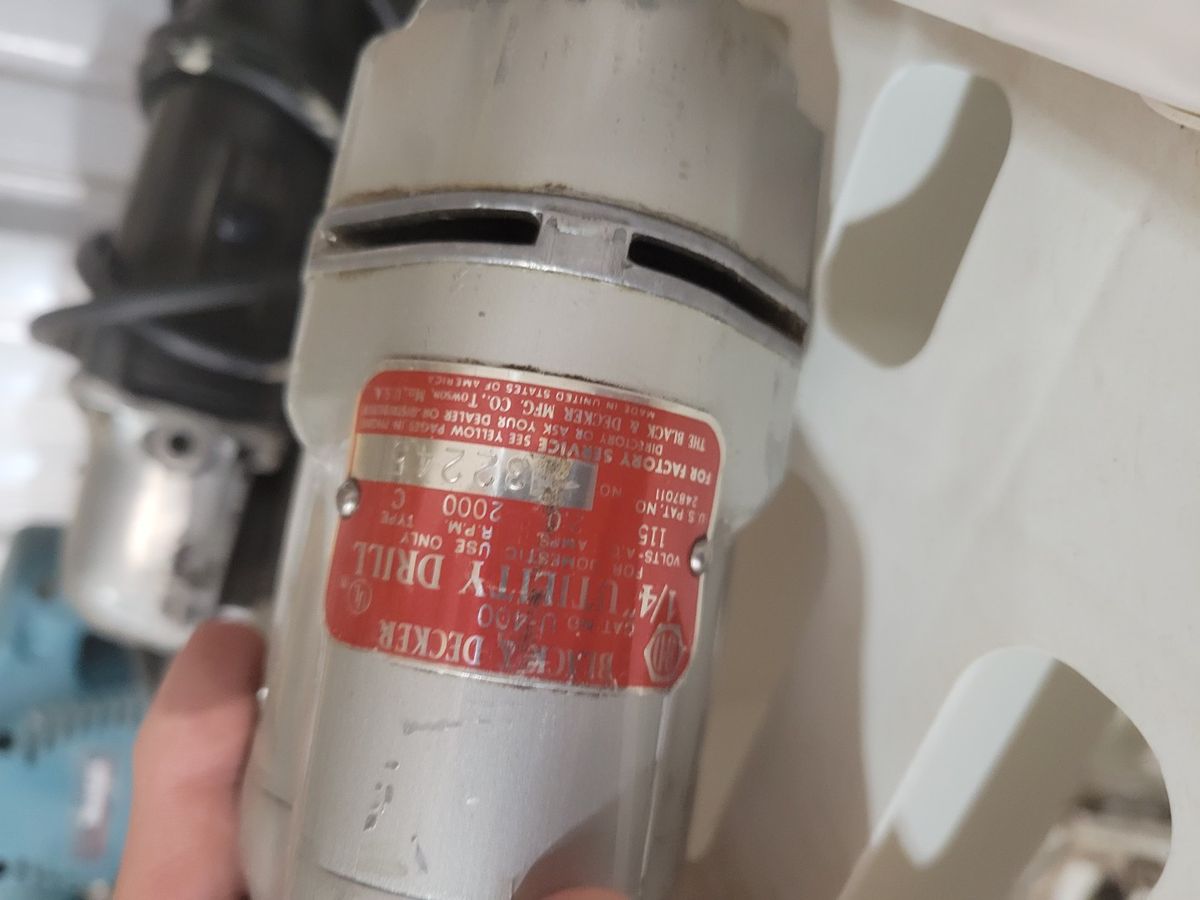 BLACK & DECKER
CAT. NO. U-400
1/4" UTILITY DRILL
FOR DOMESTIC USE ONLY
VOLTS-A.C. AMPS. R.P.M. TYPE
115 2.0 2000 C
U.S. PAT. NO.
2487011
NO.
FOR FACTORY SERVICE SEE YELLOW PAGES IN PHONE
DIRECTORY OR ASK YOUR DEALER OR DISTRIBUTOR
THE BLACK & DECKER MFG. CO., TOWSON, MD., U.S.A.
MADE IN UNITED STATES OF AMERICA